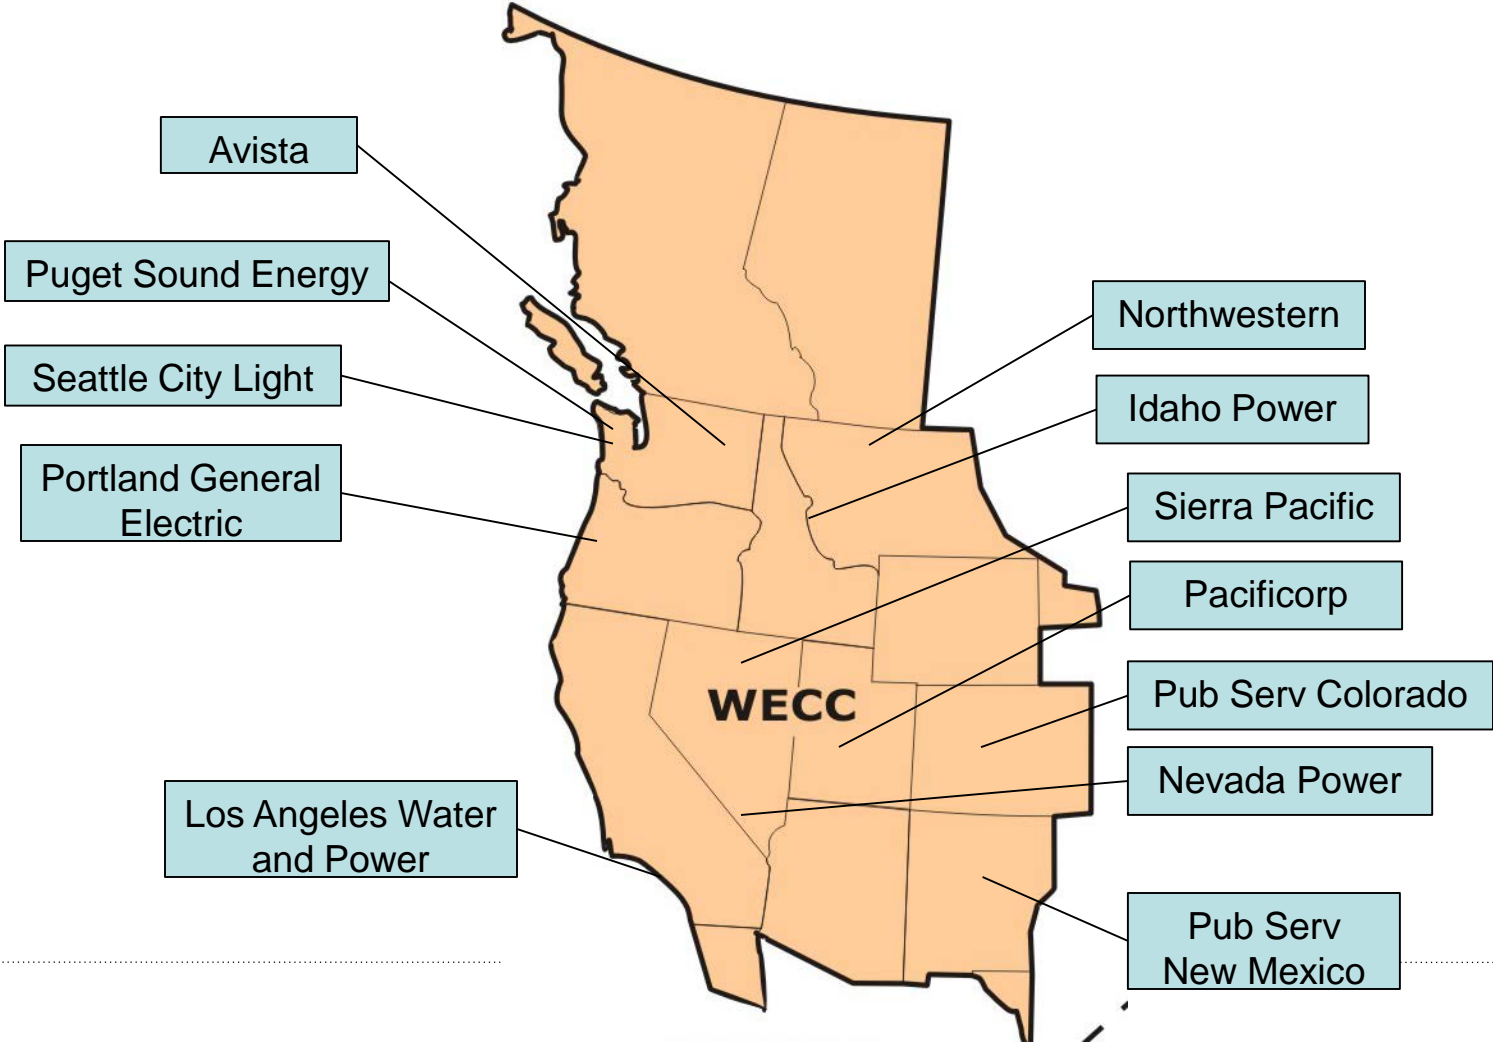 Avista
Puget Sound Energy
Seattle City Light
Portland General
Electric
Los Angeles Water
and Power
WECC
Northwestern
Idaho Power
Sierra Pacific
Pacificorp
Pub Serv Colorado
Nevada Power
Pub Serv
New Mexico